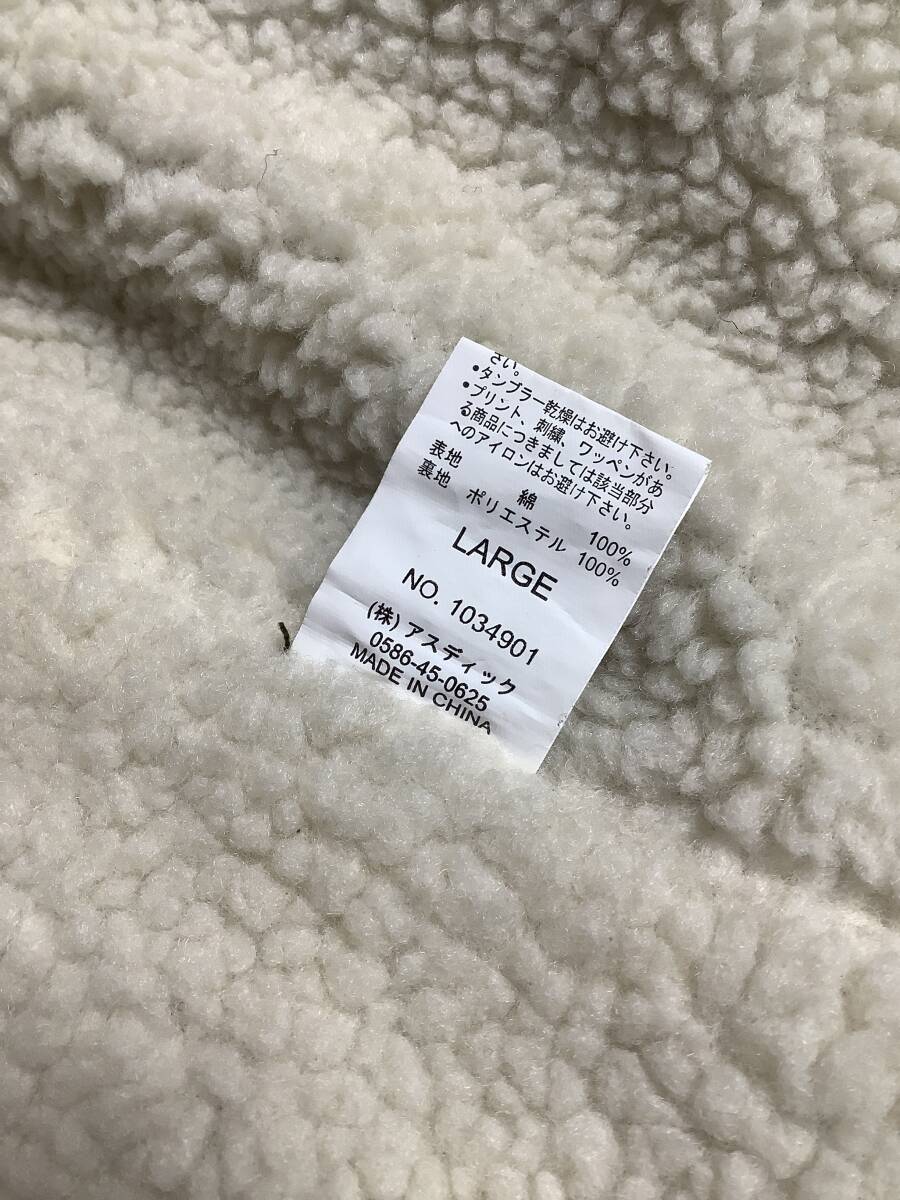 さい。
•タンブラー乾燥はお避け下さい。
•プリント、刺繍、ワッペンがあ
る商品につきましては該当部分
へのアイロンはお避け下さい。
表地 綿 100%
裏地 ポリエステル 100%
LARGE
NO. 1034901
(株)アスディック
0586-45-0625
MADE IN CHINA